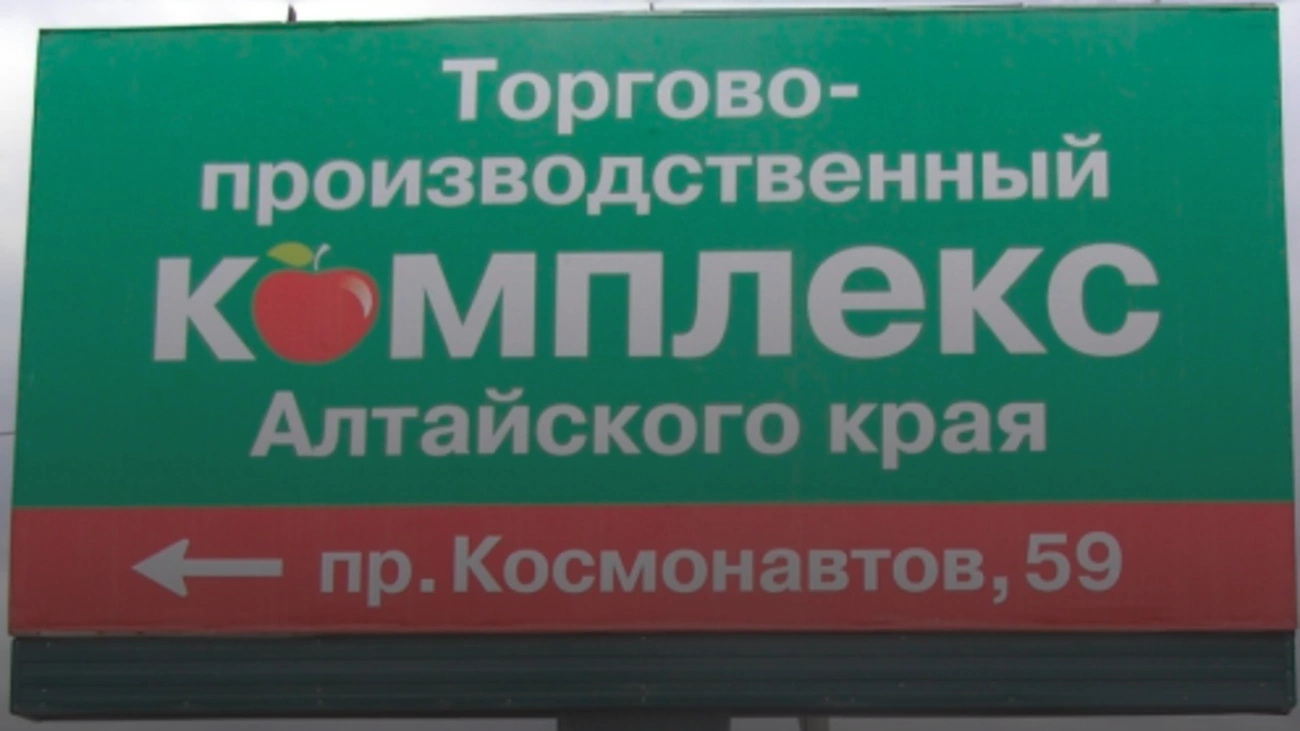 Торгово-
производственный
комплекс
Алтайского края
пр. Космонавтов, 59